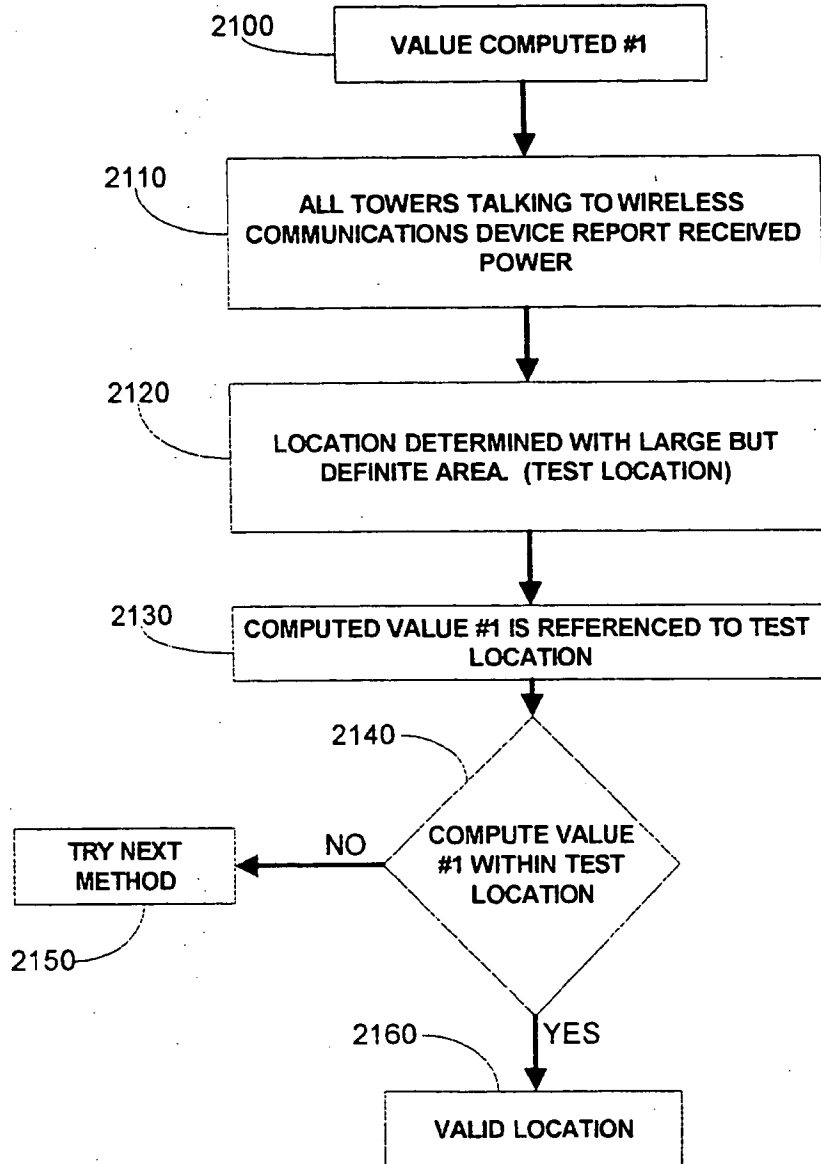 2100
VALUE COMPUTED #1
2110
ALL TOWERS TALKING TO WIRELESS
COMMUNICATIONS DEVICE REPORT RECEIVED
POWER
2120
LOCATION DETERMINED WITH LARGE BUT
DEFINITE AREA. (TEST LOCATION)
2130
COMPUTED VALUE #1 IS REFERENCED TO TEST
LOCATION
2140
COMPUTE VALUE
#1 WITHIN TEST
LOCATION
NO
TRY NEXT
METHOD
2150
YES
2160
VALID LOCATION